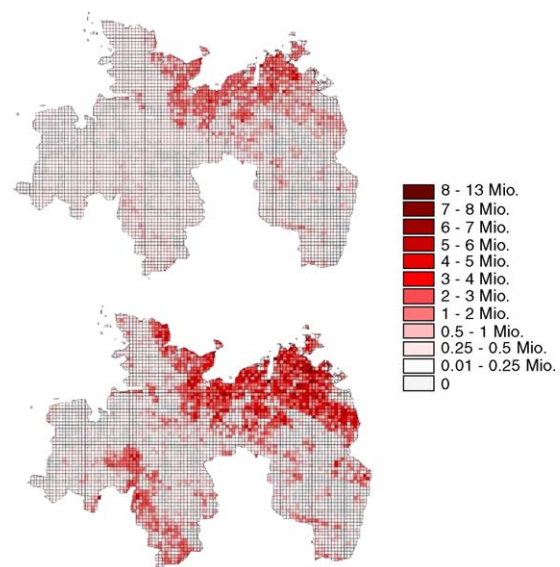 8 - 13 Mio.
7 - 8 Mio.
6 - 7 Mio.
5 - 6 Mio.
4 - 5 Mio.
3 - 4 Mio.
2 - 3 Mio.
1 - 2 Mio.
0.5 - 1 Mio.
0.25 - 0.5 Mio.
0.01 - 0.25 Mio.
0